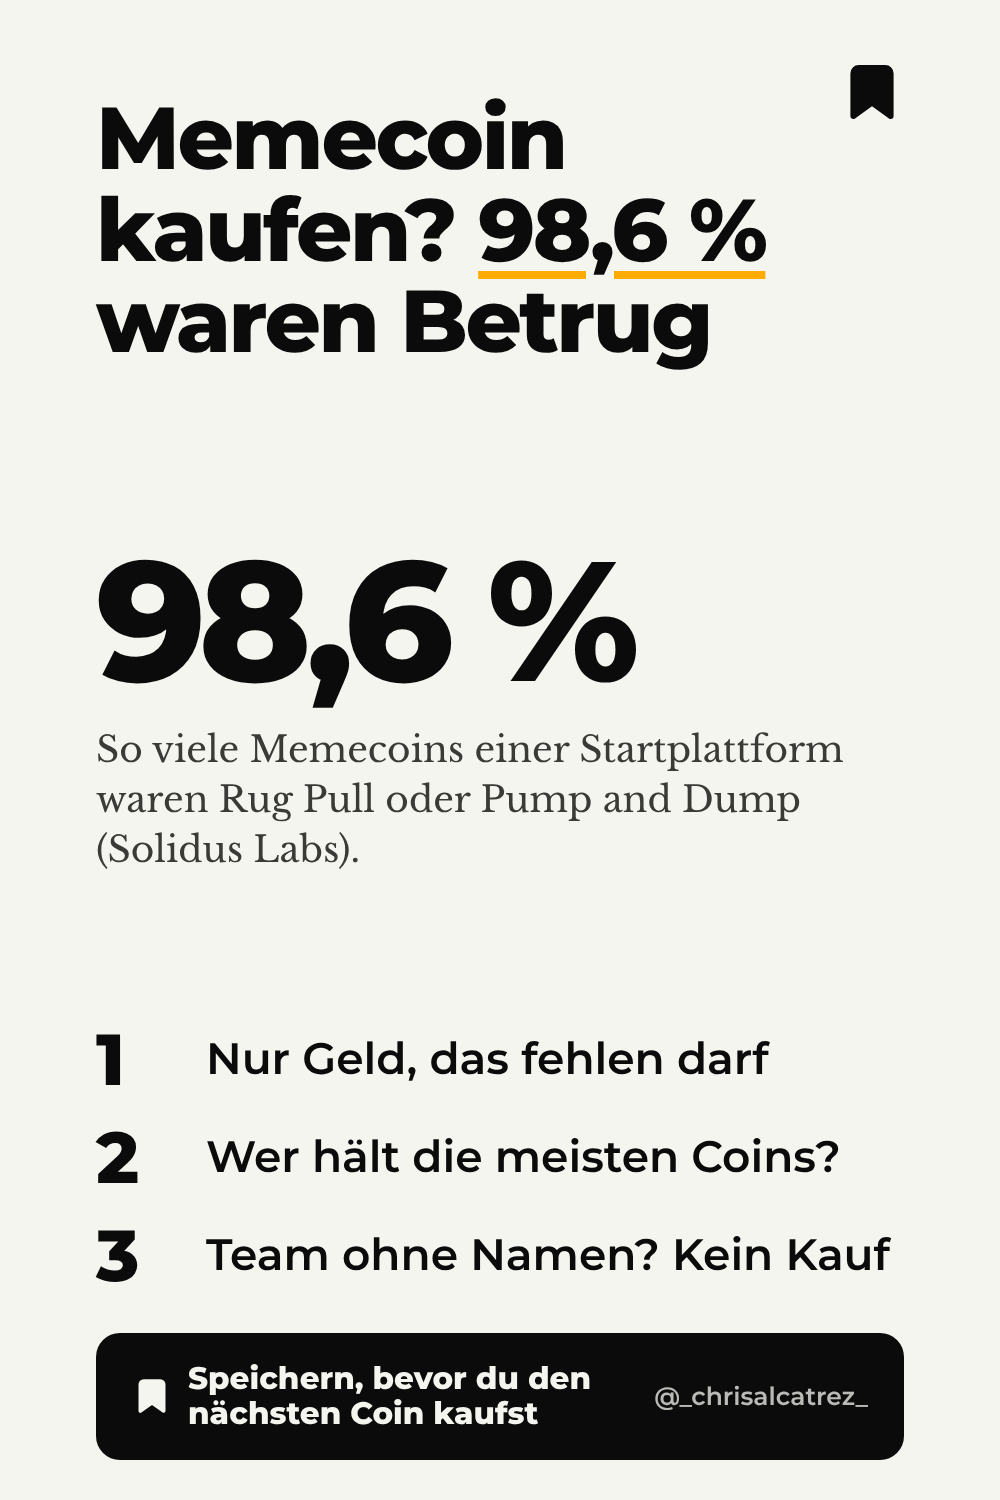 Memecoin
kaufen? 98,6 %
waren Betrug
98,6 %
So viele Memecoins einer Startplattform
waren Rug Pull oder Pump and Dump
(Solidus Labs).
1 Nur Geld, das fehlen darf
2 Wer hält die meisten Coins?
3 Team ohne Namen? Kein Kauf
Speichern, bevor du den
nächsten Coin kaufst
@_chrisalcatrez_